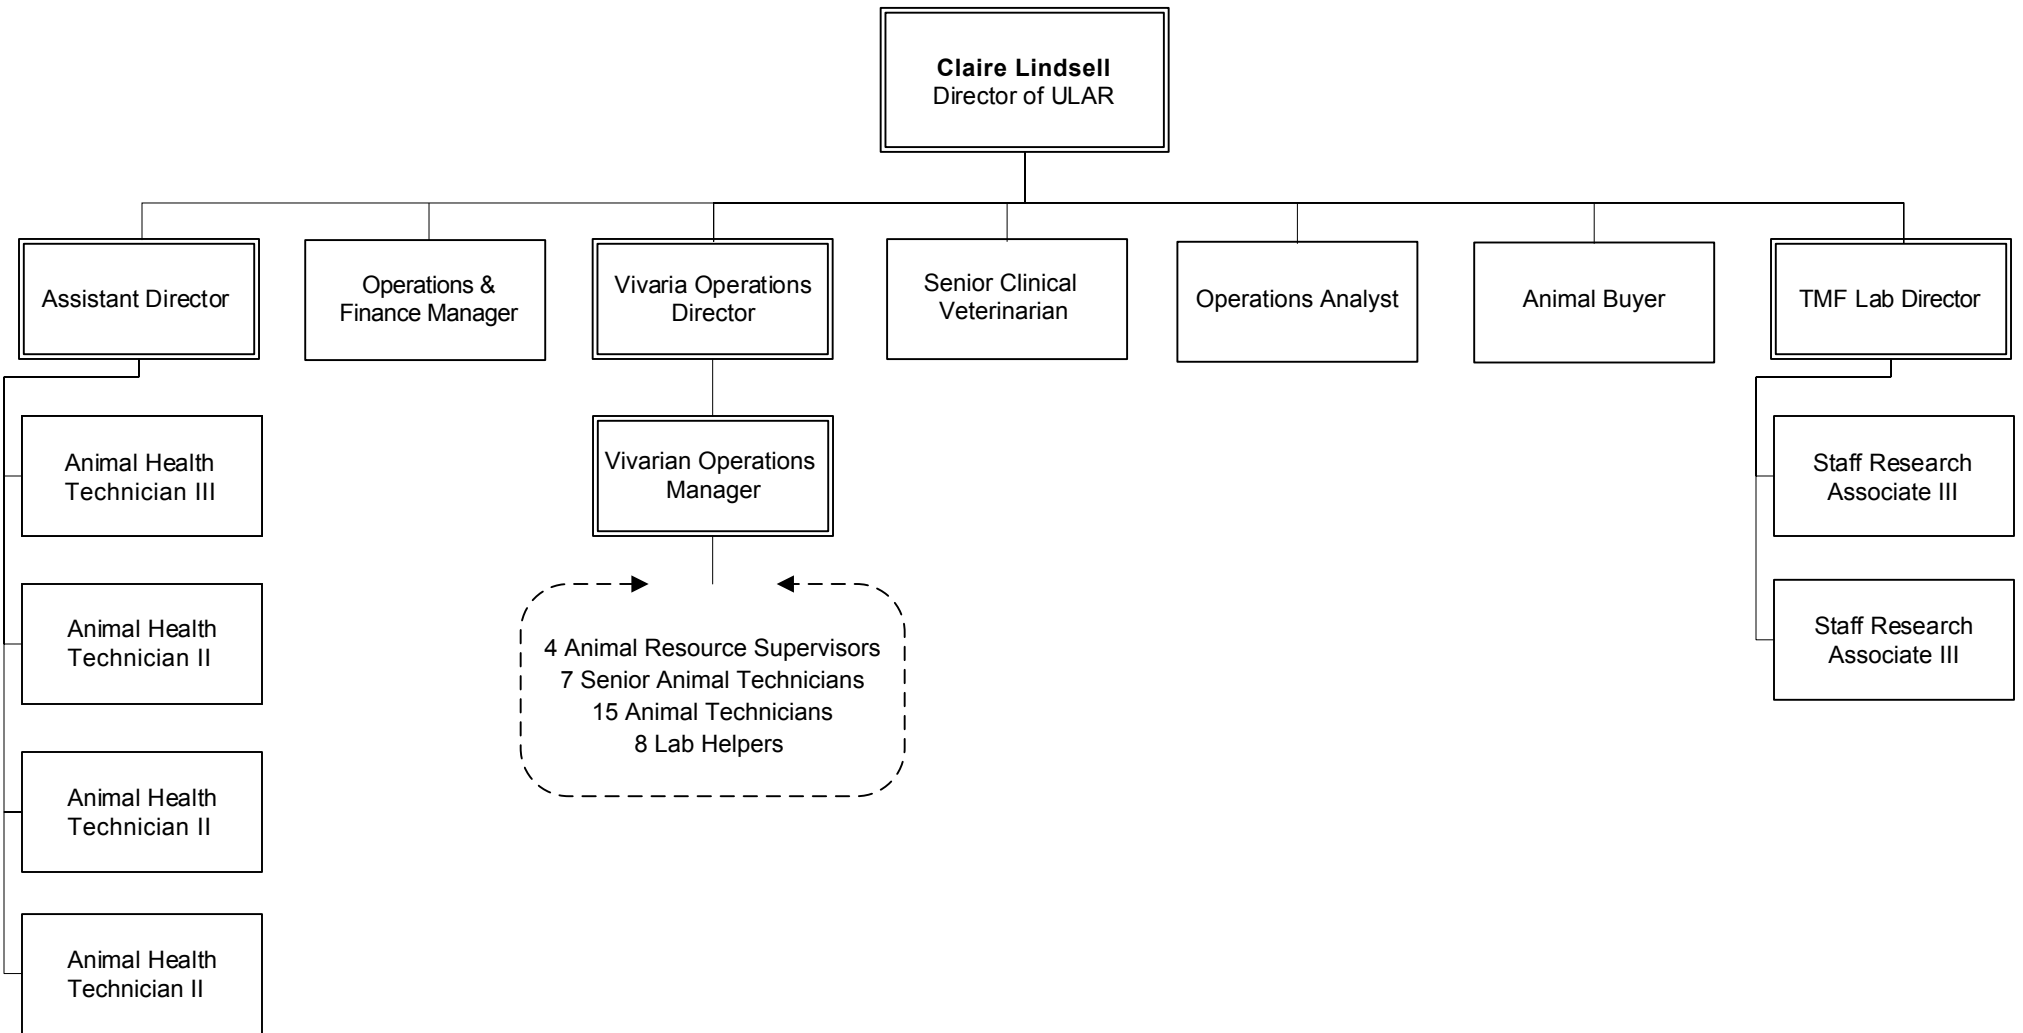 Claire Lindsell
Director of ULAR
Assistant Director
Operations &
Finance Manager
Vivaria Operations
Director
Senior Clinical
Veterinarian
Operations Analyst
Animal Buyer
TMF Lab Director
Animal Health
Technician III
Vivarian Operations
Manager
Staff Research
Associate III
Animal Health
Technician II
4 Animal Resource Supervisors
7 Senior Animal Technicians
15 Animal Technicians
8 Lab Helpers
Staff Research
Associate III
Animal Health
Technician II
Animal Health
Technician II